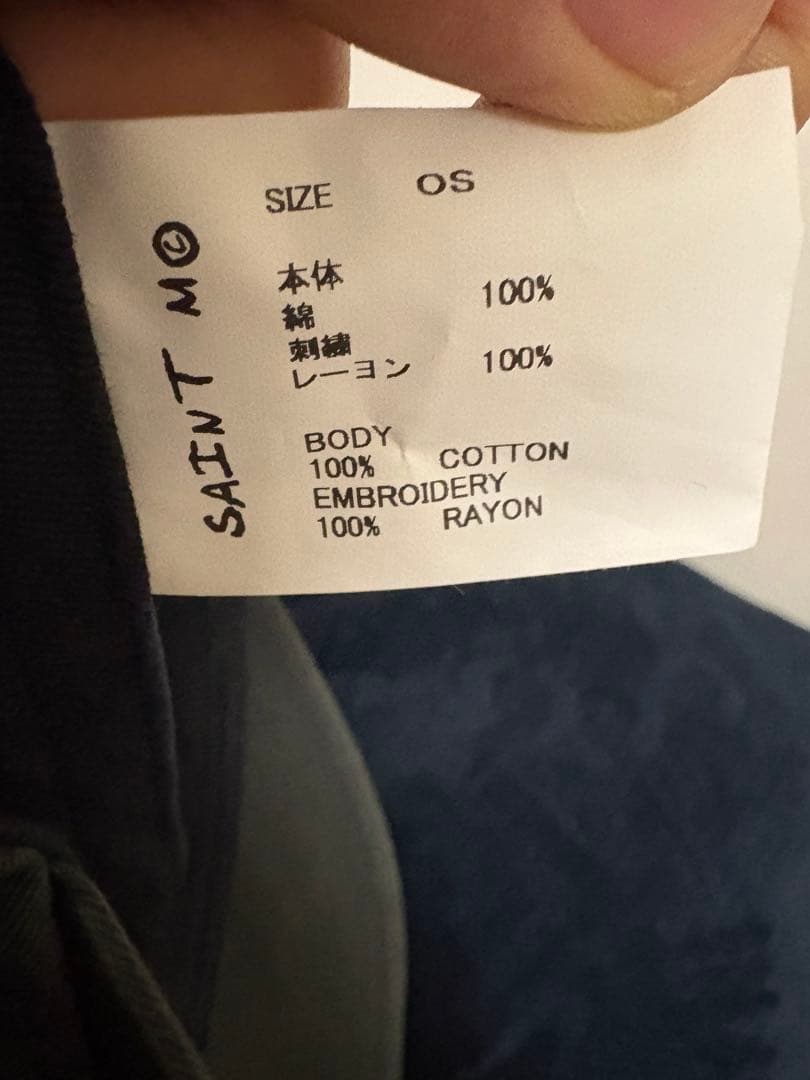 SAINT M©
SIZE OS
本体
綿 100%
刺繍
レーヨン 100%
BODY
100% COTTON
EMBROIDERY
100% RAYON